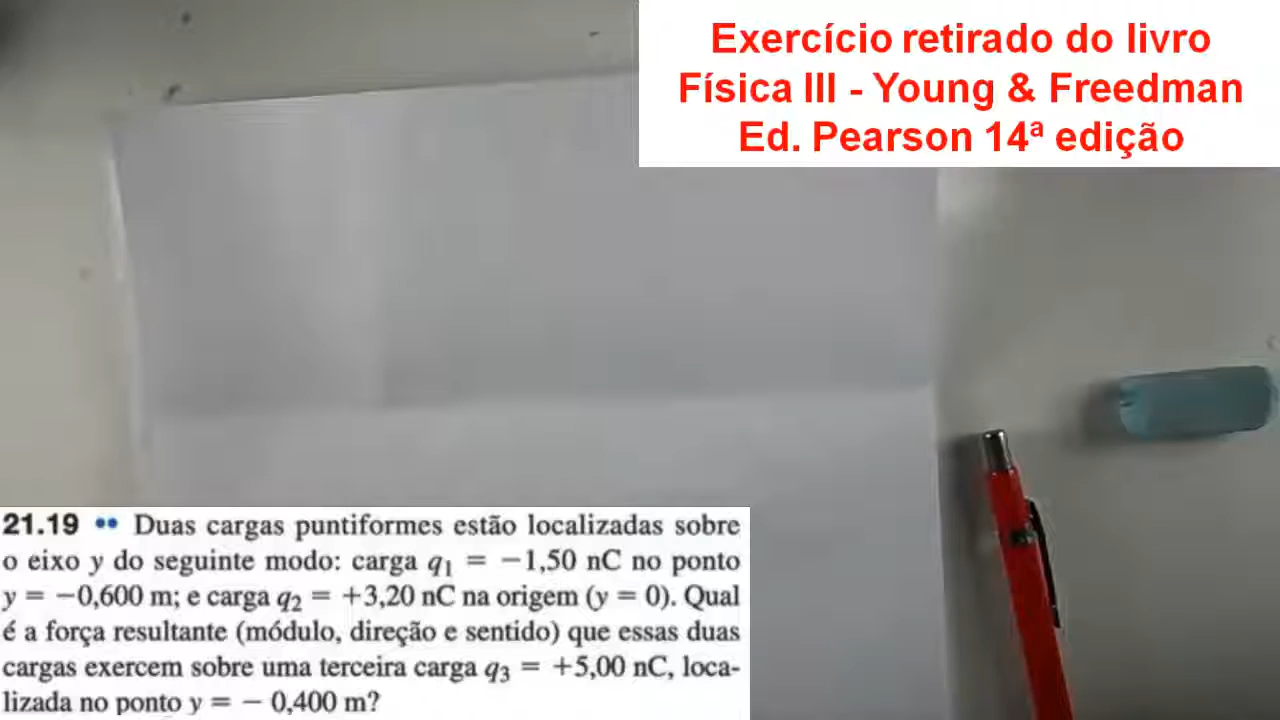 Exercício retirado do livro
Física III - Young & Freedman
Ed. Pearson 14ª edição
21.19 •• Duas cargas puntiformes estão localizadas sobre
o eixo y do seguinte modo: carga q₁ = −1,50 nC no ponto
y = −0,600 m; e carga q₂ = +3,20 nC na origem (y = 0). Qual
é a força resultante (módulo, direção e sentido) que essas duas
cargas exercem sobre uma terceira carga q₃ = +5,00 nC, loca-
lizada no ponto y = − 0,400 m?